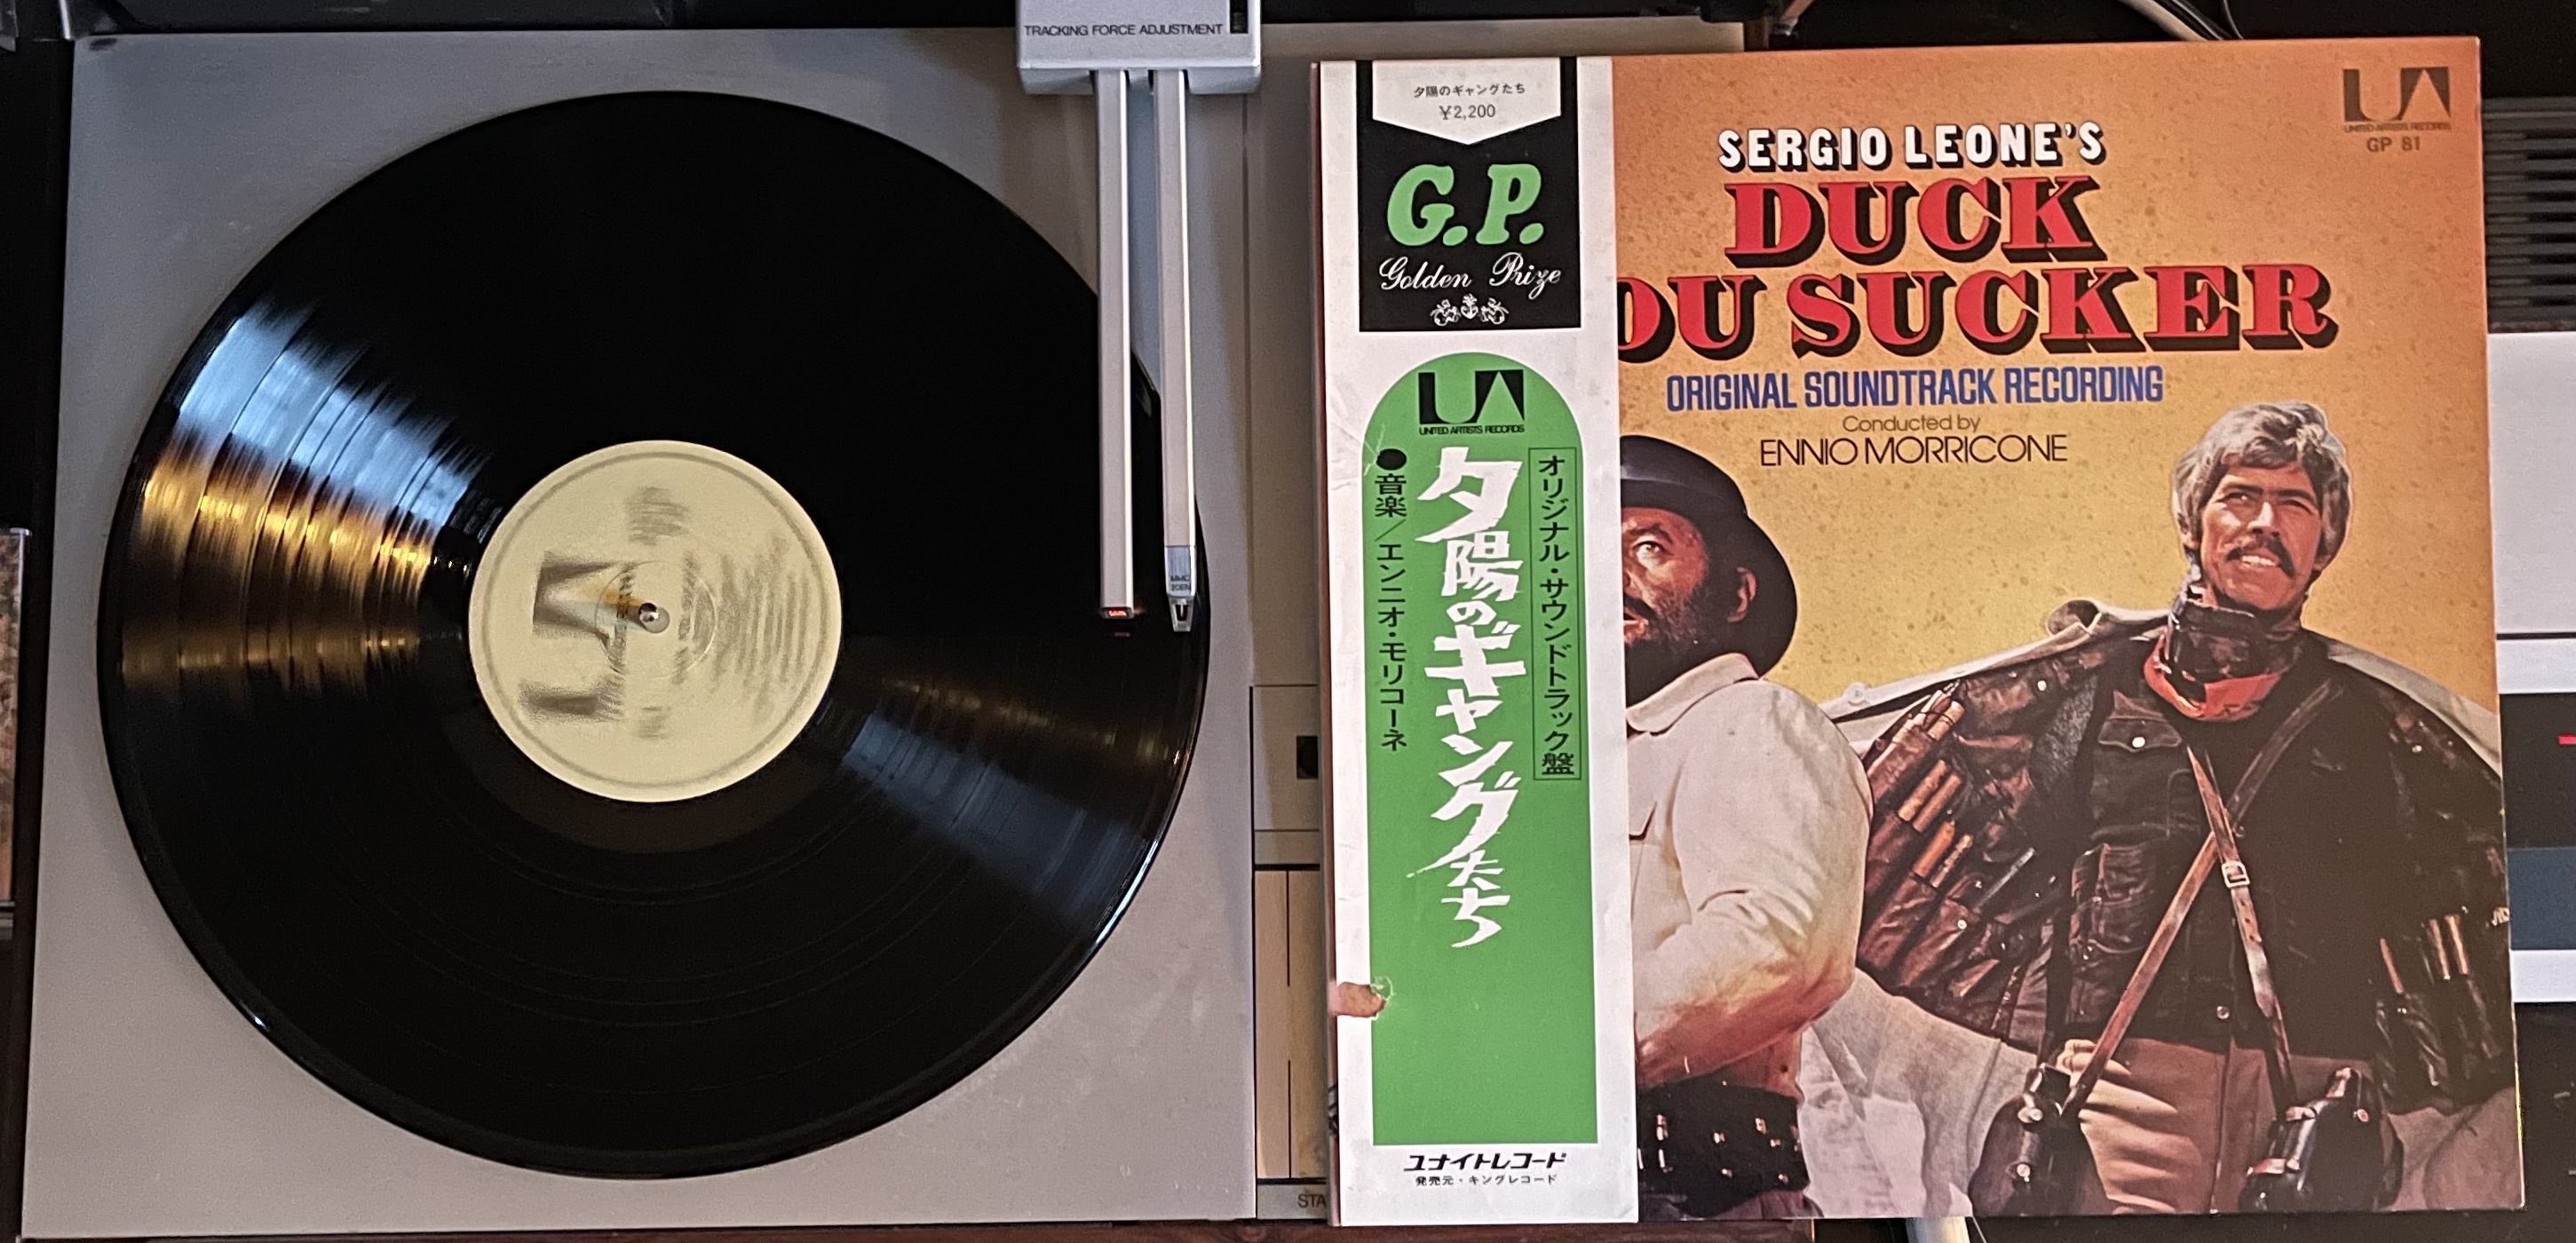 TRACKING FORCE ADJUSTMENT
MMC
20EN
STA
夕陽のギャングたち
¥2,200
G.P.
Golden Prize
UA
UNITED ARTISTS RECORDS
オリジナル・サウンドトラック盤
夕陽のギャングたち
●音楽/エンニオ・モリコーネ
ユナイトレコード
発売元・キングレコード
UA
UNITED ARTISTS RECORDS
GP 81
SERGIO LEONE'S
DUCK
OU SUCKER
ORIGINAL SOUNDTRACK RECORDING
Conducted by
ENNIO MORRICONE
UA